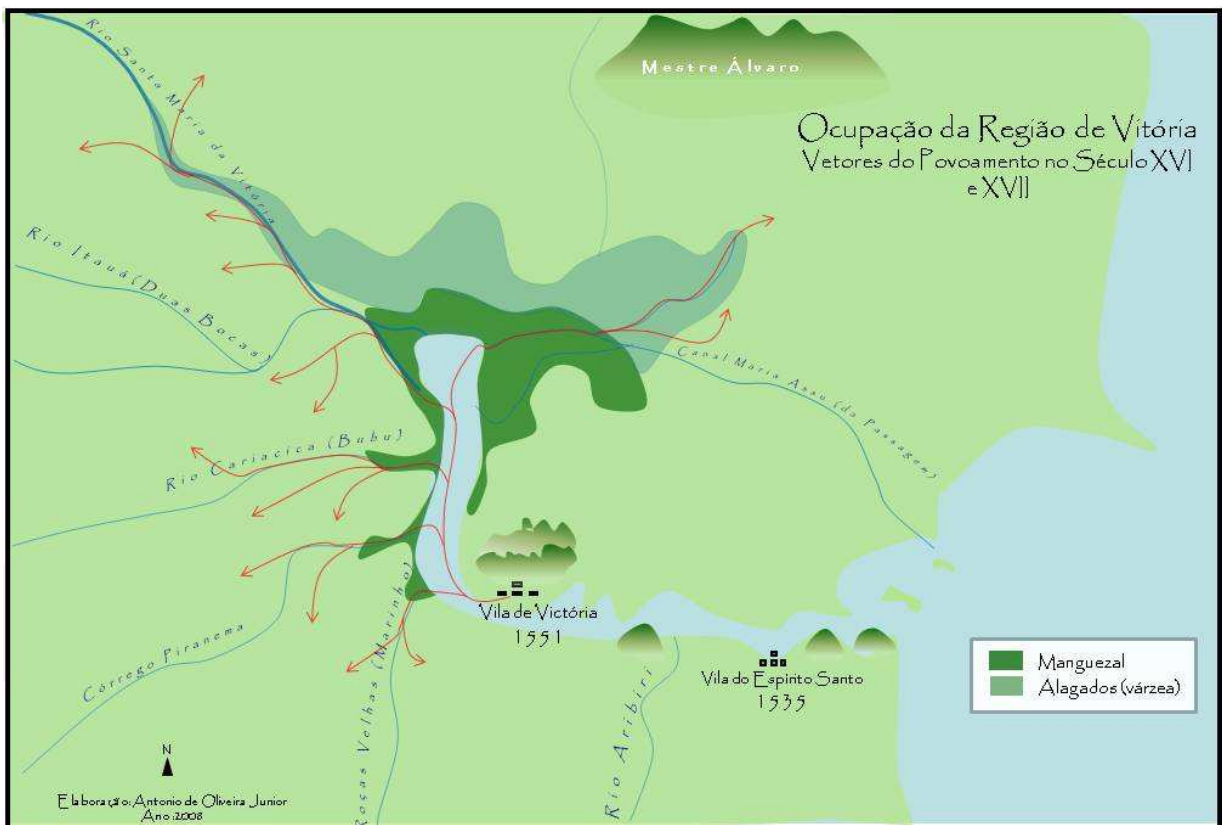 Rio Santa Maria da Vitória
Mestre Álvaro
Ocupação da Região de Vitória
Vetores do Povoamento no Século XVI
e XVII
Rio Itauá (Duas Bocas)
Canal Maria Asau (da Passagem)
Rio Cariacica (Bubu)
Vila de Victória
1551
Córrego Piranema
Roças Velhas (Marinho)
Rio Aribiri
Vila do Espírito Santo
1535
Manguezal
Alagados (várzea)
N
Elaboração: Antonio de Oliveira Junior
Ano:2008